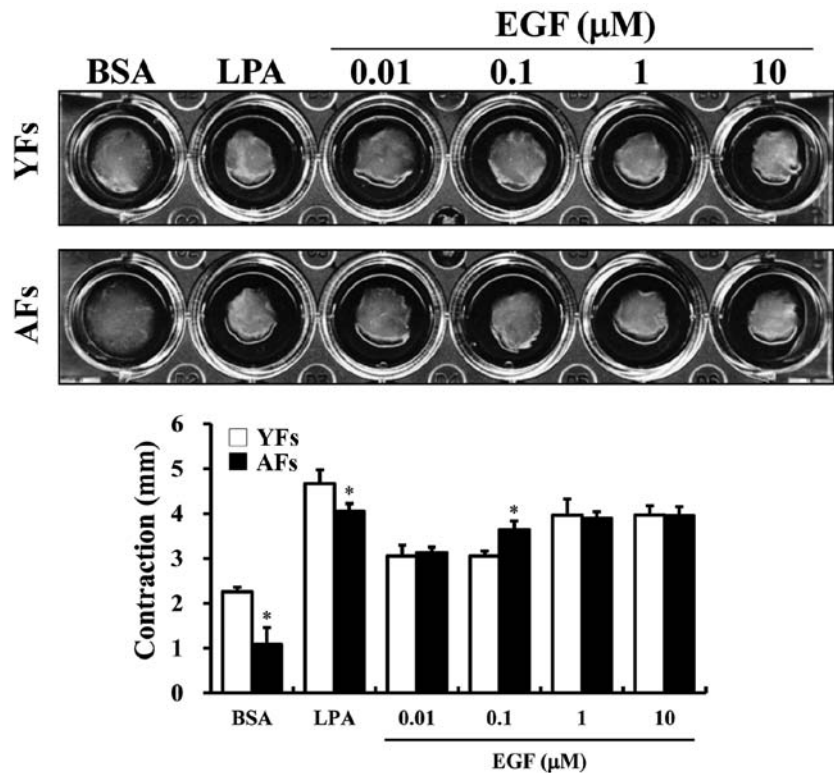 EGF (µM)
BSA LPA 0.01 0.1 1 10
YFs
AFs
6
5
4
3
2
1
0
Contraction (mm)
YFs
AFs
*
*
*
BSA LPA 0.01 0.1 1 10
EGF (µM)